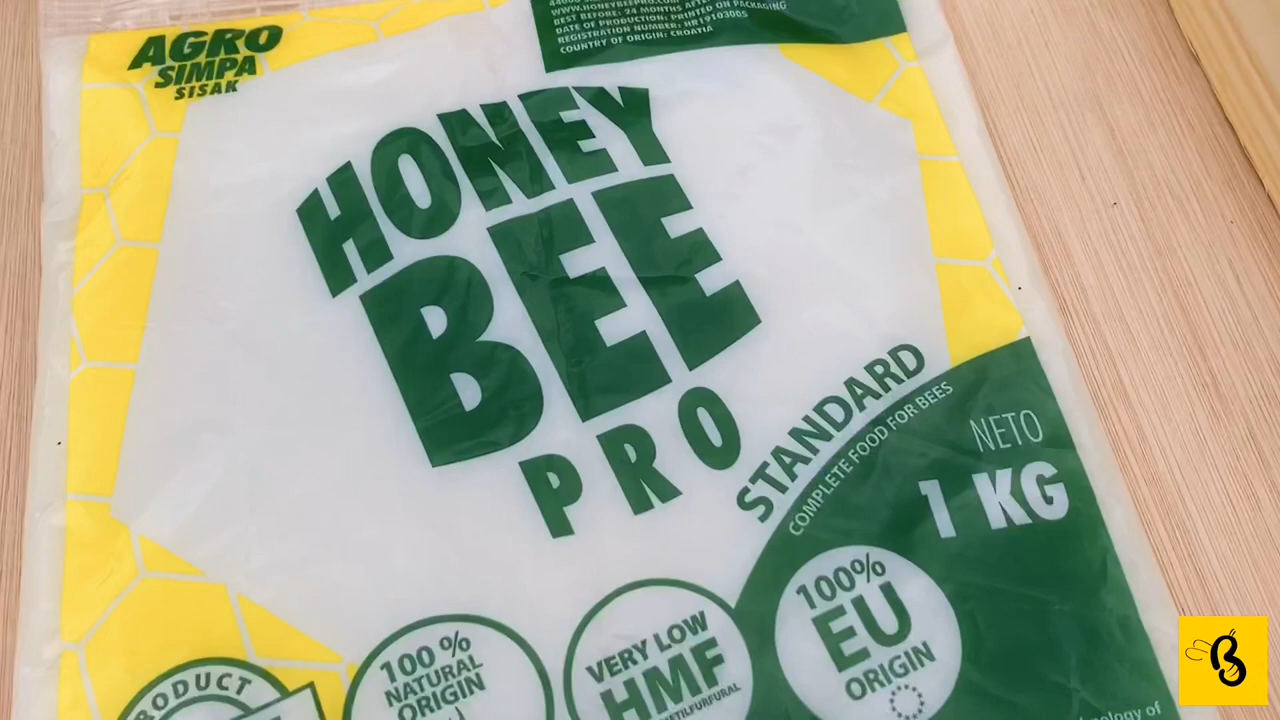 AGRO
SIMPA
SISAK
WWW.HONEYBEEPRO.COM
BEST BEFORE: 24 MONTHS AFTER
DATE OF PRODUCTION: PRINTED ON PACKAGING
REGISTRATION NUMBER: HR19103005
COUNTRY OF ORIGIN: CROATIA
HONEY
BEE
PRO
STANDARD
COMPLETE FOOD FOR BEES
NETO
1 KG
100%
EU
ORIGIN
VERY LOW
HMF
100 %
NATURAL
ORIGIN
RODUCT
B